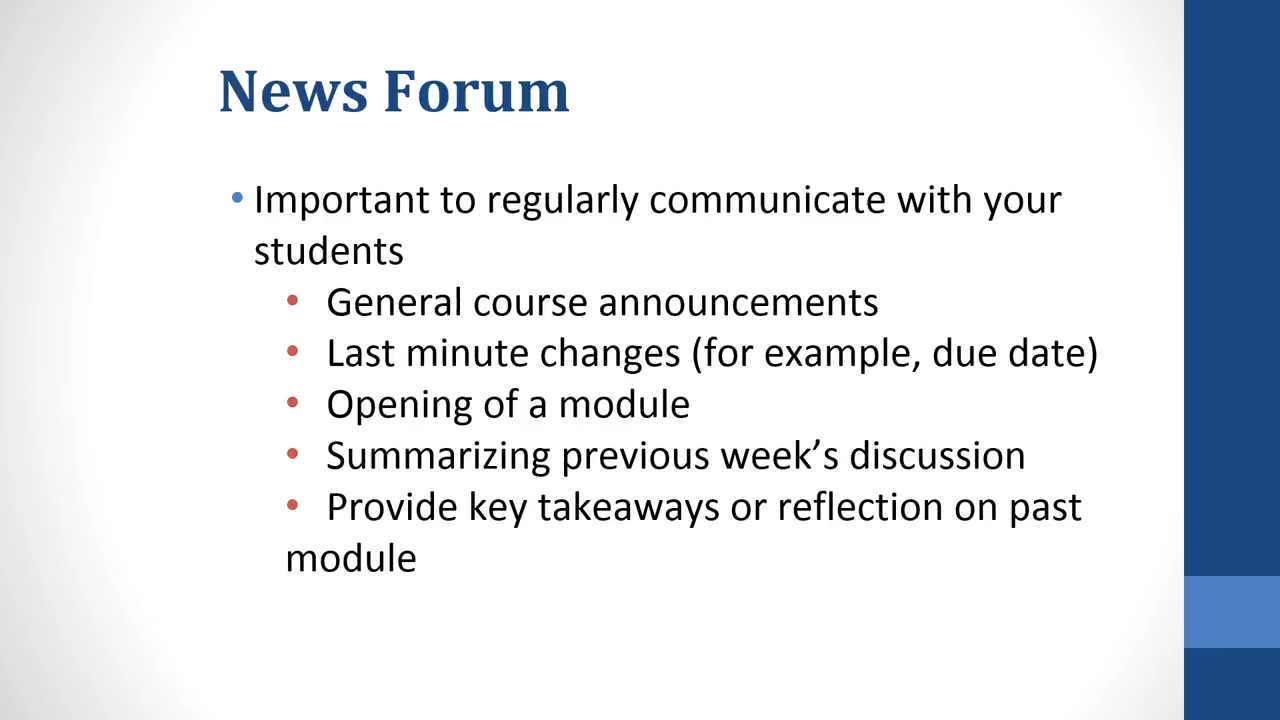 News Forum
• Important to regularly communicate with your
students
• General course announcements
• Last minute changes (for example, due date)
• Opening of a module
• Summarizing previous week’s discussion
• Provide key takeaways or reflection on past
module